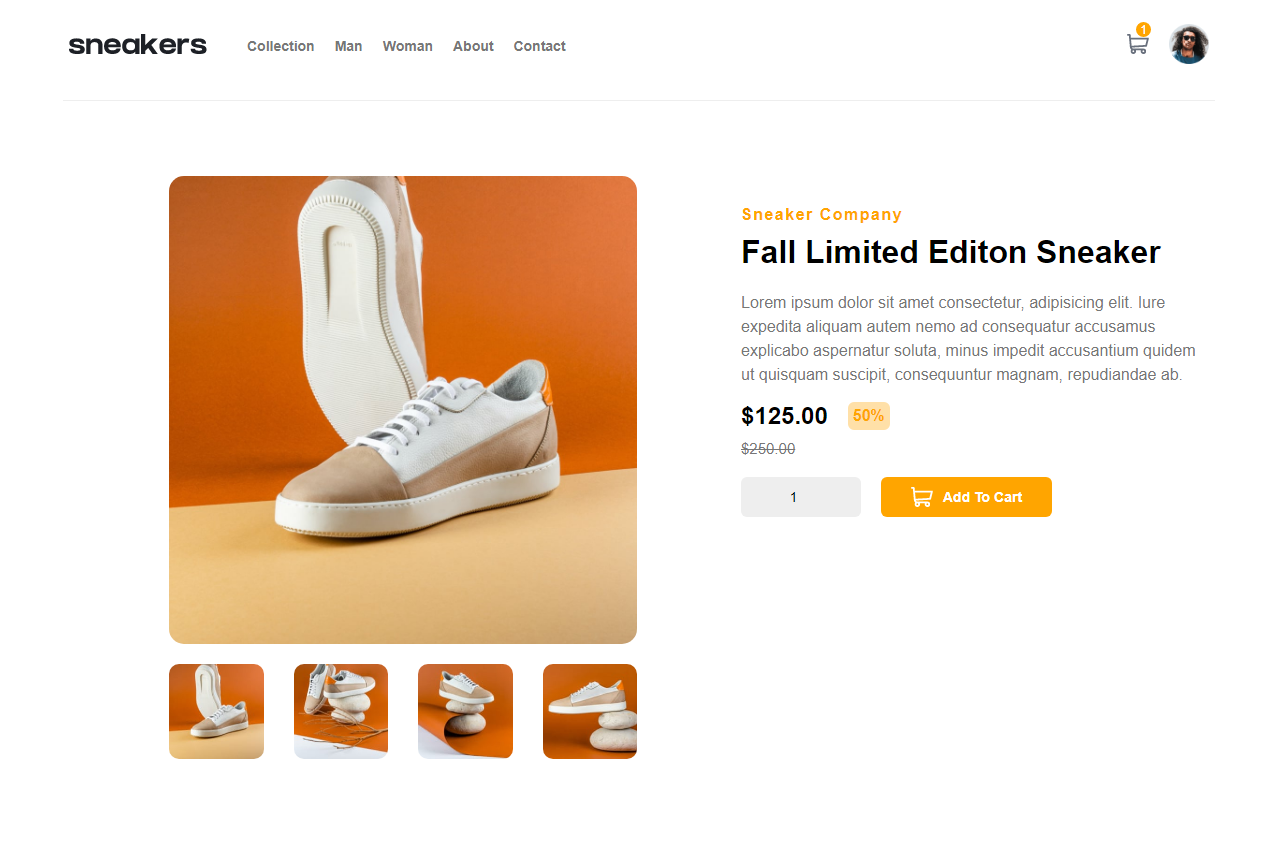 sneakers
Collection Man Woman About Contact
1
Sneaker Company
Fall Limited Editon Sneaker
Lorem ipsum dolor sit amet consectetur, adipisicing elit. Iure
expedita aliquam autem nemo ad consequatur accusamus
explicabo aspernatur soluta, minus impedit accusantium quidem
ut quisquam suscipit, consequuntur magnam, repudiandae ab.
$125.00 50%
$250.00
1 Add To Cart